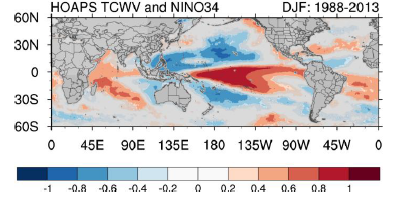 HOAPS TCWV and NINO34 DJF: 1988-2013
60N
30N
0
30S
60S
0 45E 90E 135E 180 135W 90W 45W 0
-1 -0.8 -0.6 -0.4 -0.2 0 0.2 0.4 0.6 0.8 1